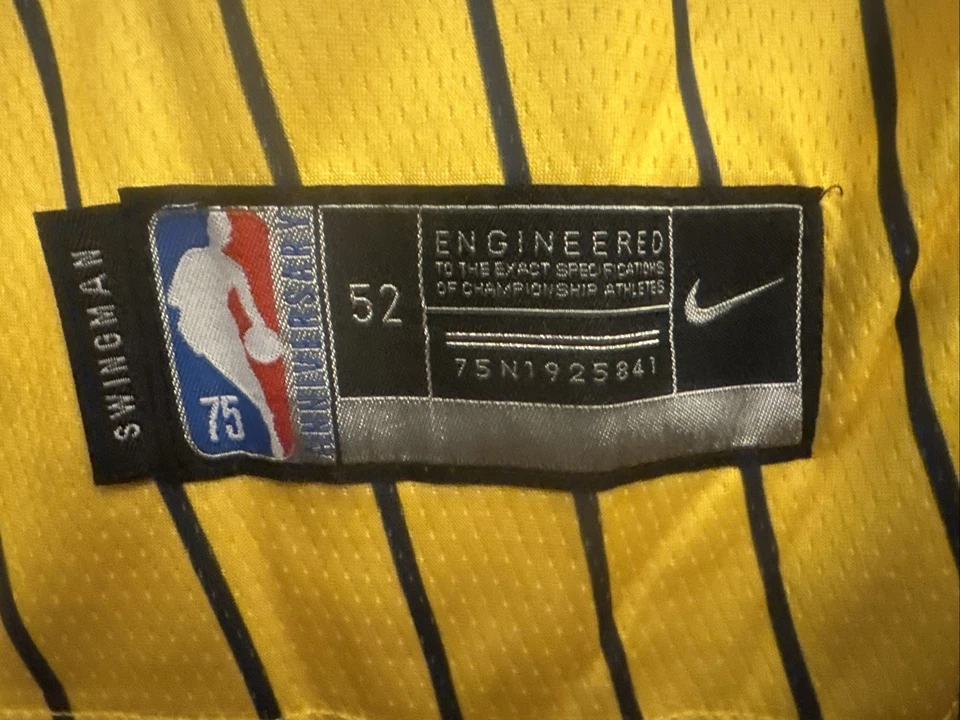 SWINGMAN
75
ANNIVERSARY
52
ENGINEERED
TO THE EXACT SPECIFICATIONS
OF CHAMPIONSHIP ATHLETES
75N1925841